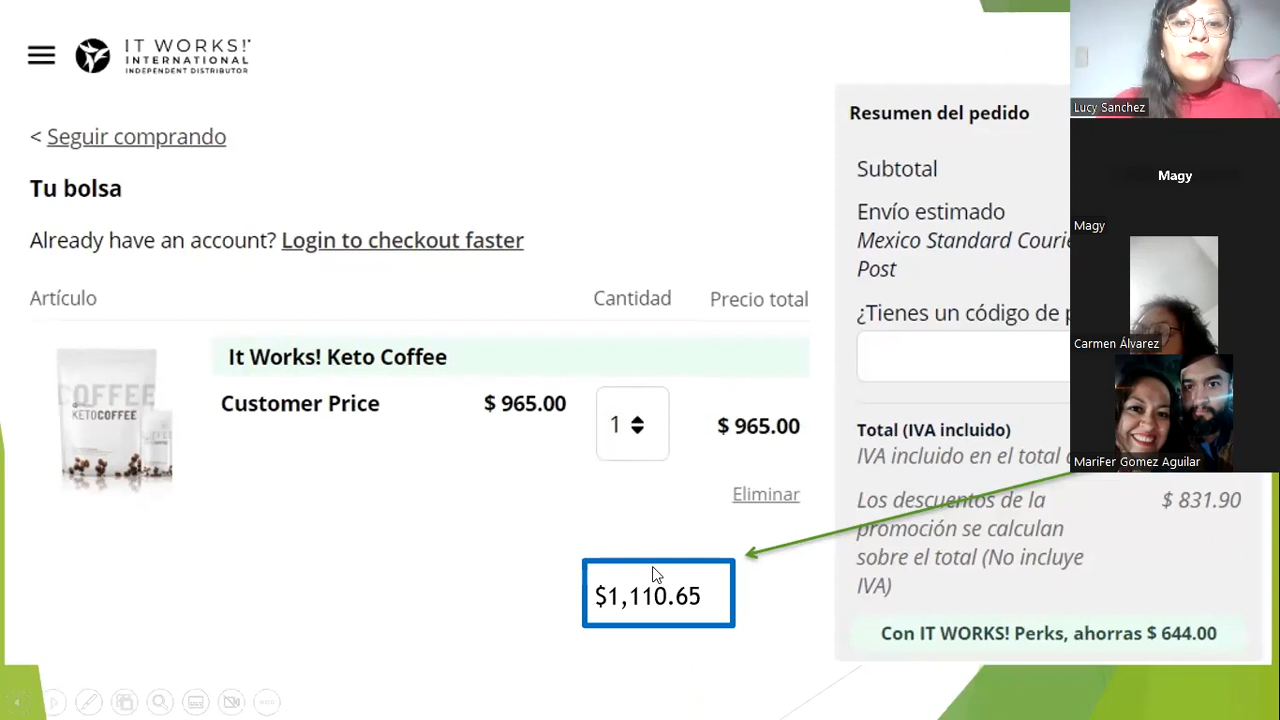 IT WORKS!
INTERNATIONAL
INDEPENDENT DISTRIBUTOR
< Seguir comprando
Tu bolsa
Already have an account? Login to checkout faster
Artículo
Cantidad
Precio total
It Works! Keto Coffee
Customer Price
$ 965.00
1
$ 965.00
Eliminar
COFFEE
KETOCOFFEE
$1,110.65
Resumen del pedido
Subtotal
Envío estimado
Mexico Standard
Post
¿Tienes un código de
Total (IVA incluido)
IVA incluido en el total
Los descuentos de la
promoción se calculan
sobre el total (No incluye
IVA)
$ 831.90
Con IT WORKS! Perks, ahorras $ 644.00
Lucy Sanchez
Magy
Magy
Carmen Álvarez
MariFer Gomez Aguilar